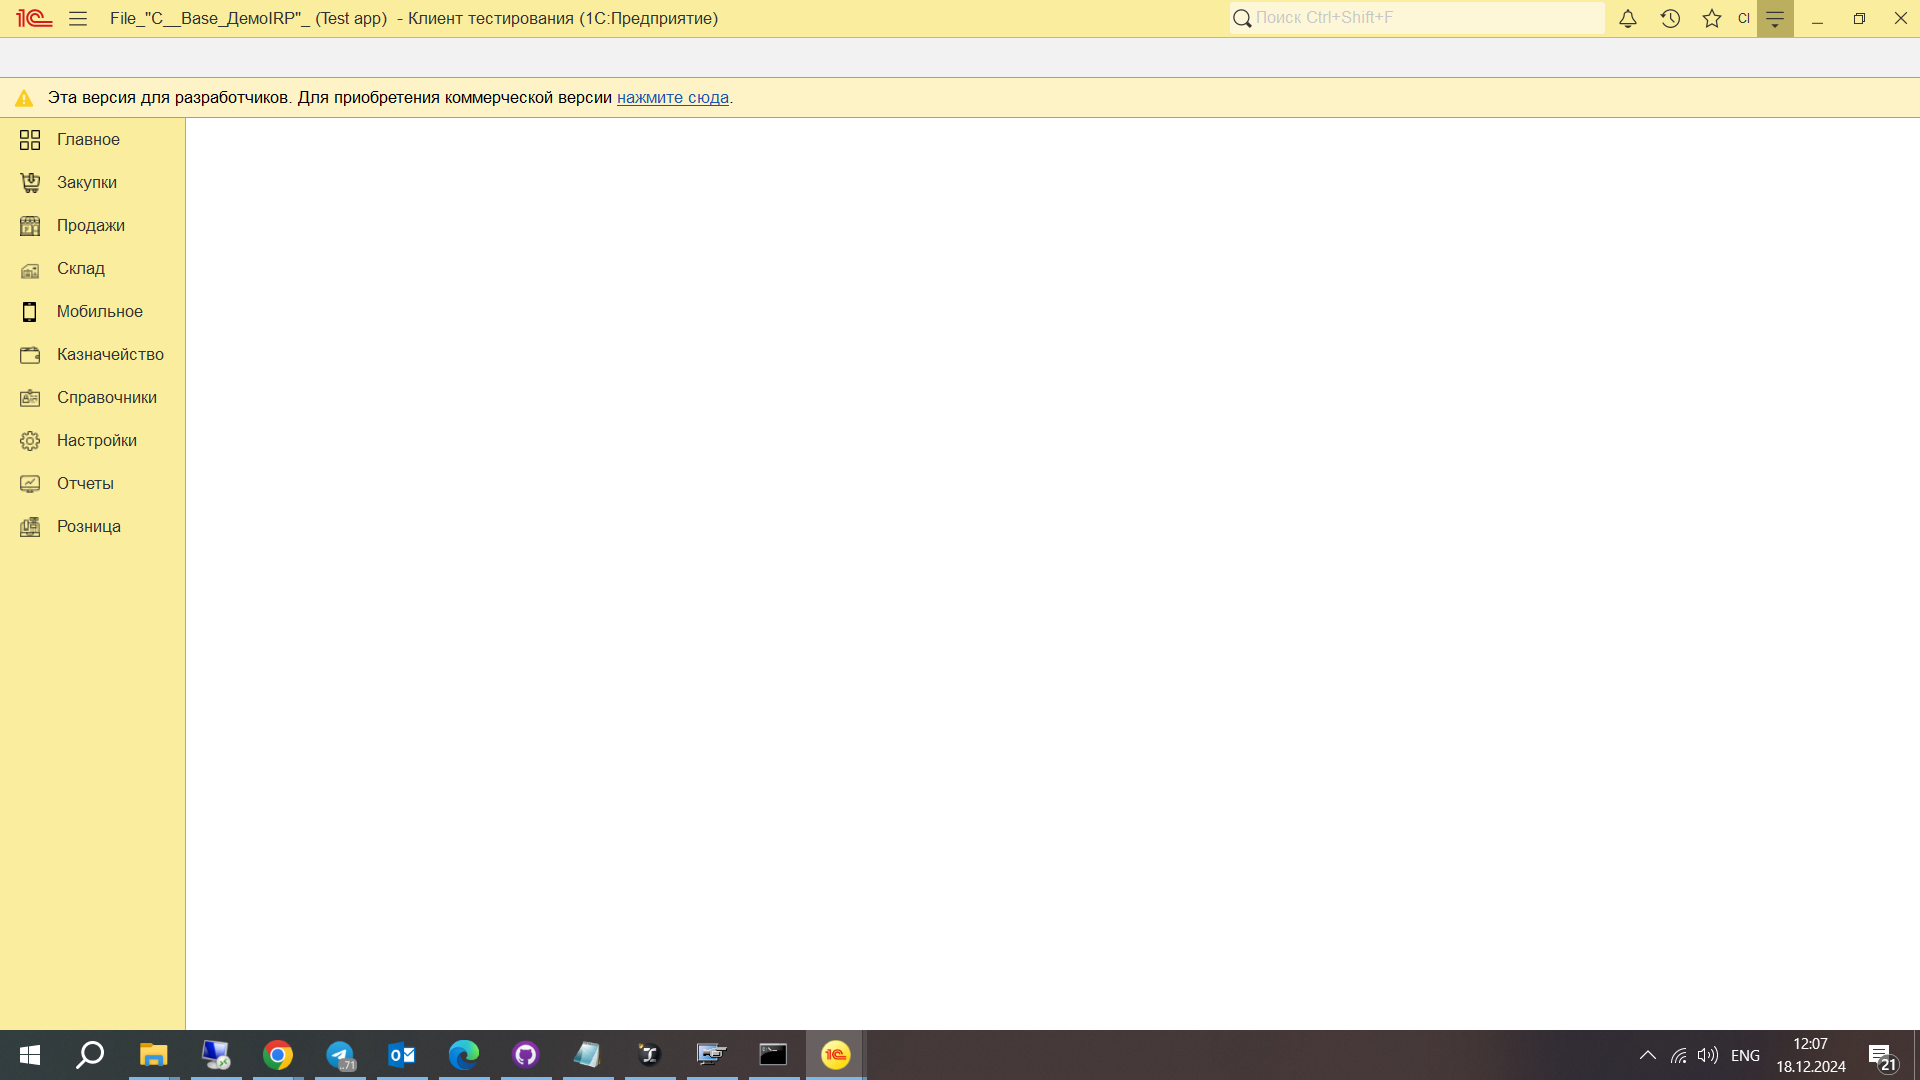 File_"C__Base_ДемоIRP"_ (Test app) - Клиент тестирования (1С:Предприятие)
Поиск Ctrl+Shift+F
CI
Эта версия для разработчиков. Для приобретения коммерческой версии нажмите сюда.
Главное
Закупки
Продажи
Склад
Мобильное
Казначейство
Справочники
Настройки
Отчеты
Розница
..71
ENG
12:07
18.12.2024
21